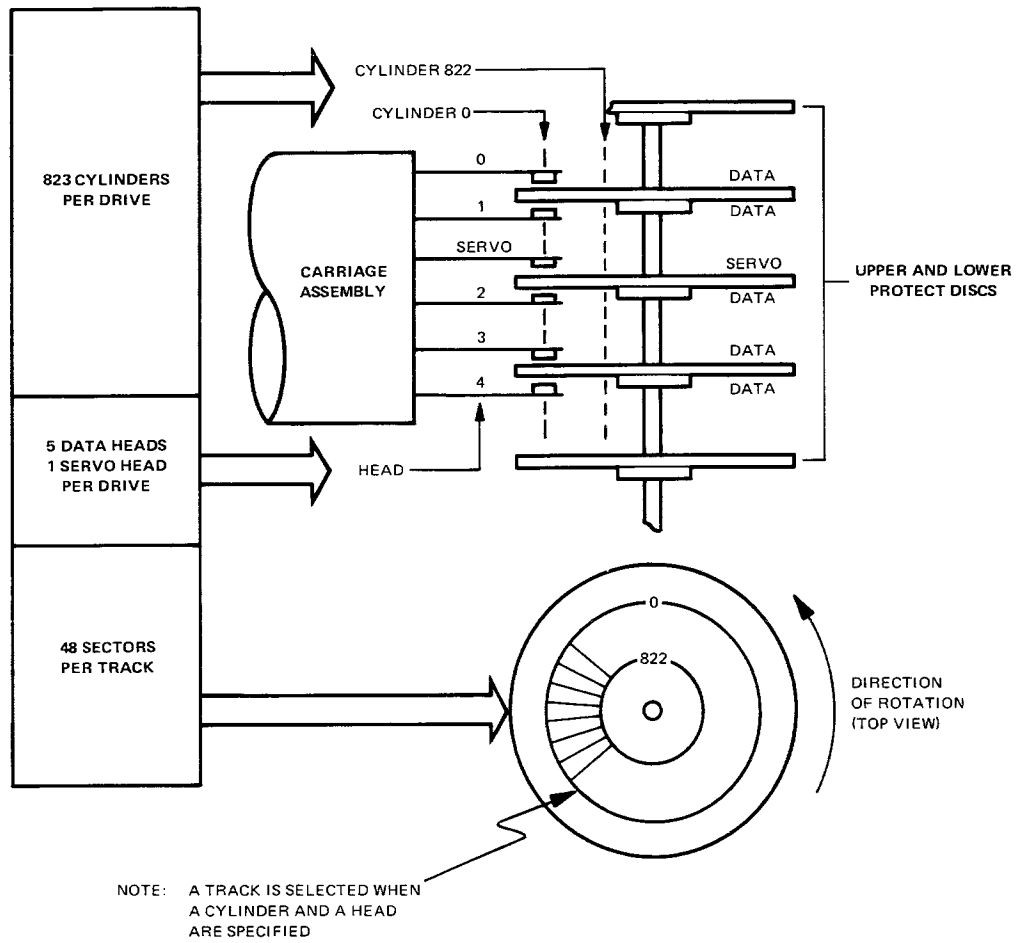 823 CYLINDERS
PER DRIVE
5 DATA HEADS
1 SERVO HEAD
PER DRIVE
48 SECTORS
PER TRACK
CYLINDER 822
CYLINDER 0
CARRIAGE
ASSEMBLY
0
1
SERVO
2
3
4
HEAD
DATA
DATA
SERVO
DATA
DATA
DATA
UPPER AND LOWER
PROTECT DISCS
0
822
DIRECTION
OF ROTATION
(TOP VIEW)
NOTE: A TRACK IS SELECTED WHEN
A CYLINDER AND A HEAD
ARE SPECIFIED